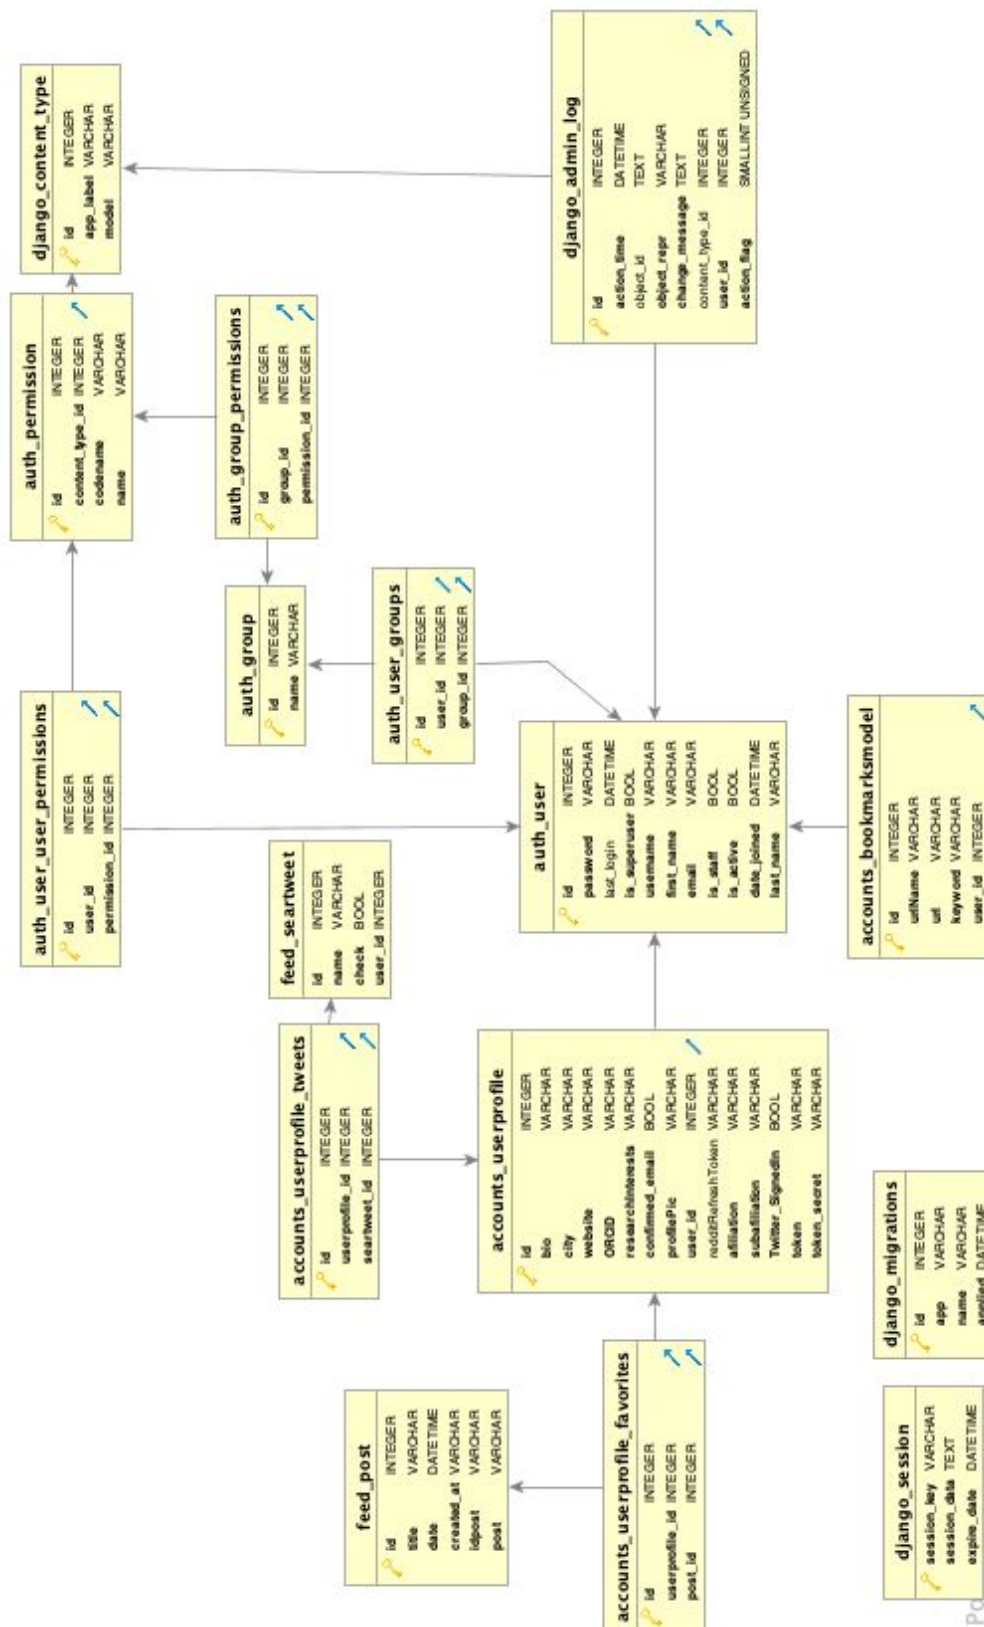 django_content_type
id INTEGER
app_label VARCHAR
model VARCHAR
auth_permission
id INTEGER
content_type_id INTEGER
codename VARCHAR
name VARCHAR
auth_group_permissions
id INTEGER
group_id INTEGER
permission_id INTEGER
django_admin_log
id INTEGER
action_time DATETIME
object_id TEXT
object_repr VARCHAR
change_message TEXT
content_type_id INTEGER
user_id INTEGER
action_flag SMALLINT UNSIGNED
auth_user_user_permissions
id INTEGER
user_id INTEGER
permission_id INTEGER
auth_group
id INTEGER
name VARCHAR
auth_user_groups
id INTEGER
user_id INTEGER
group_id INTEGER
feed_seartweet
id INTEGER
name VARCHAR
check BOOL
user_id INTEGER
auth_user
id INTEGER
password VARCHAR
last_login DATETIME
is_superuser BOOL
username VARCHAR
first_name VARCHAR
email VARCHAR
is_staff BOOL
is_active BOOL
date_joined DATETIME
last_name VARCHAR
accounts_bookmarksmodel
id INTEGER
urlName VARCHAR
url VARCHAR
keyword VARCHAR
user_id INTEGER
accounts_userprofile_tweets
id INTEGER
userprofile_id INTEGER
seartweet_id INTEGER
accounts_userprofile
id INTEGER
bio VARCHAR
city VARCHAR
website VARCHAR
ORCID VARCHAR
researchInterests VARCHAR
confirmed_email BOOL
profilePic VARCHAR
user_id INTEGER
redditRefreshToken VARCHAR
afiliation VARCHAR
subafiliation VARCHAR
Twitter_SignedIn BOOL
token VARCHAR
token_secret VARCHAR
feed_post
id INTEGER
title VARCHAR
date DATETIME
created_at VARCHAR
idpost VARCHAR
post VARCHAR
accounts_userprofile_favorites
id INTEGER
userprofile_id INTEGER
post_id INTEGER
django_migrations
id INTEGER
app VARCHAR
name VARCHAR
applied DATETIME
django_session
session_key VARCHAR
session_data TEXT
expire_date DATETIME
Po